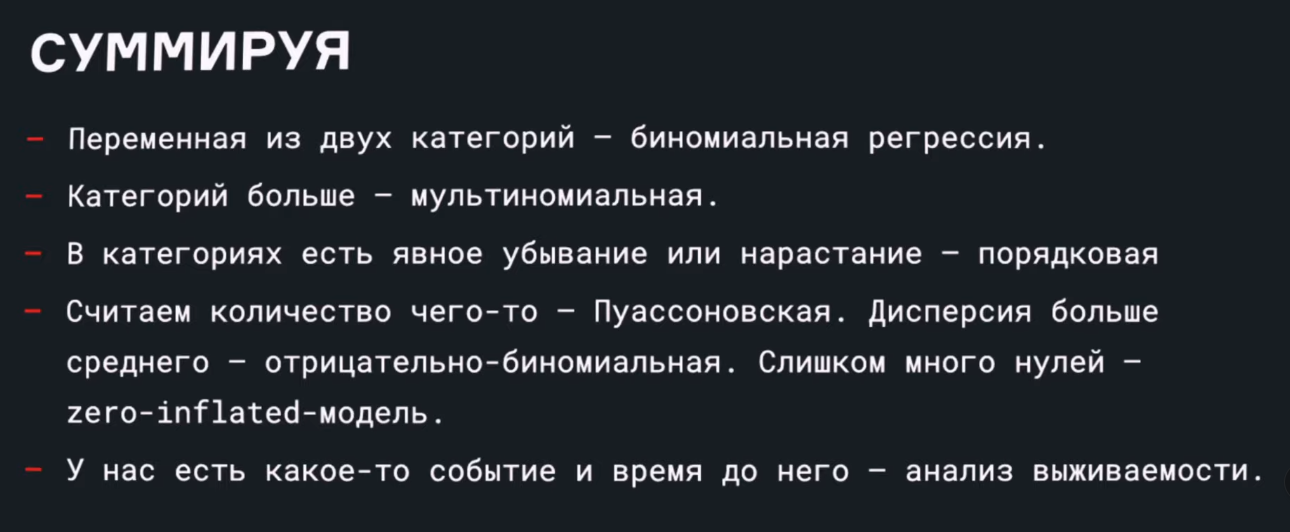 СУММИРУЯ
– Переменная из двух категорий – биномиальная регрессия.
– Категорий больше – мультиномиальная.
– В категориях есть явное убывание или нарастание – порядковая
– Считаем количество чего-то – Пуассоновская. Дисперсия больше
среднего – отрицательно-биномиальная. Слишком много нулей –
zero-inflated-модель.
– У нас есть какое-то событие и время до него – анализ выживаемости.